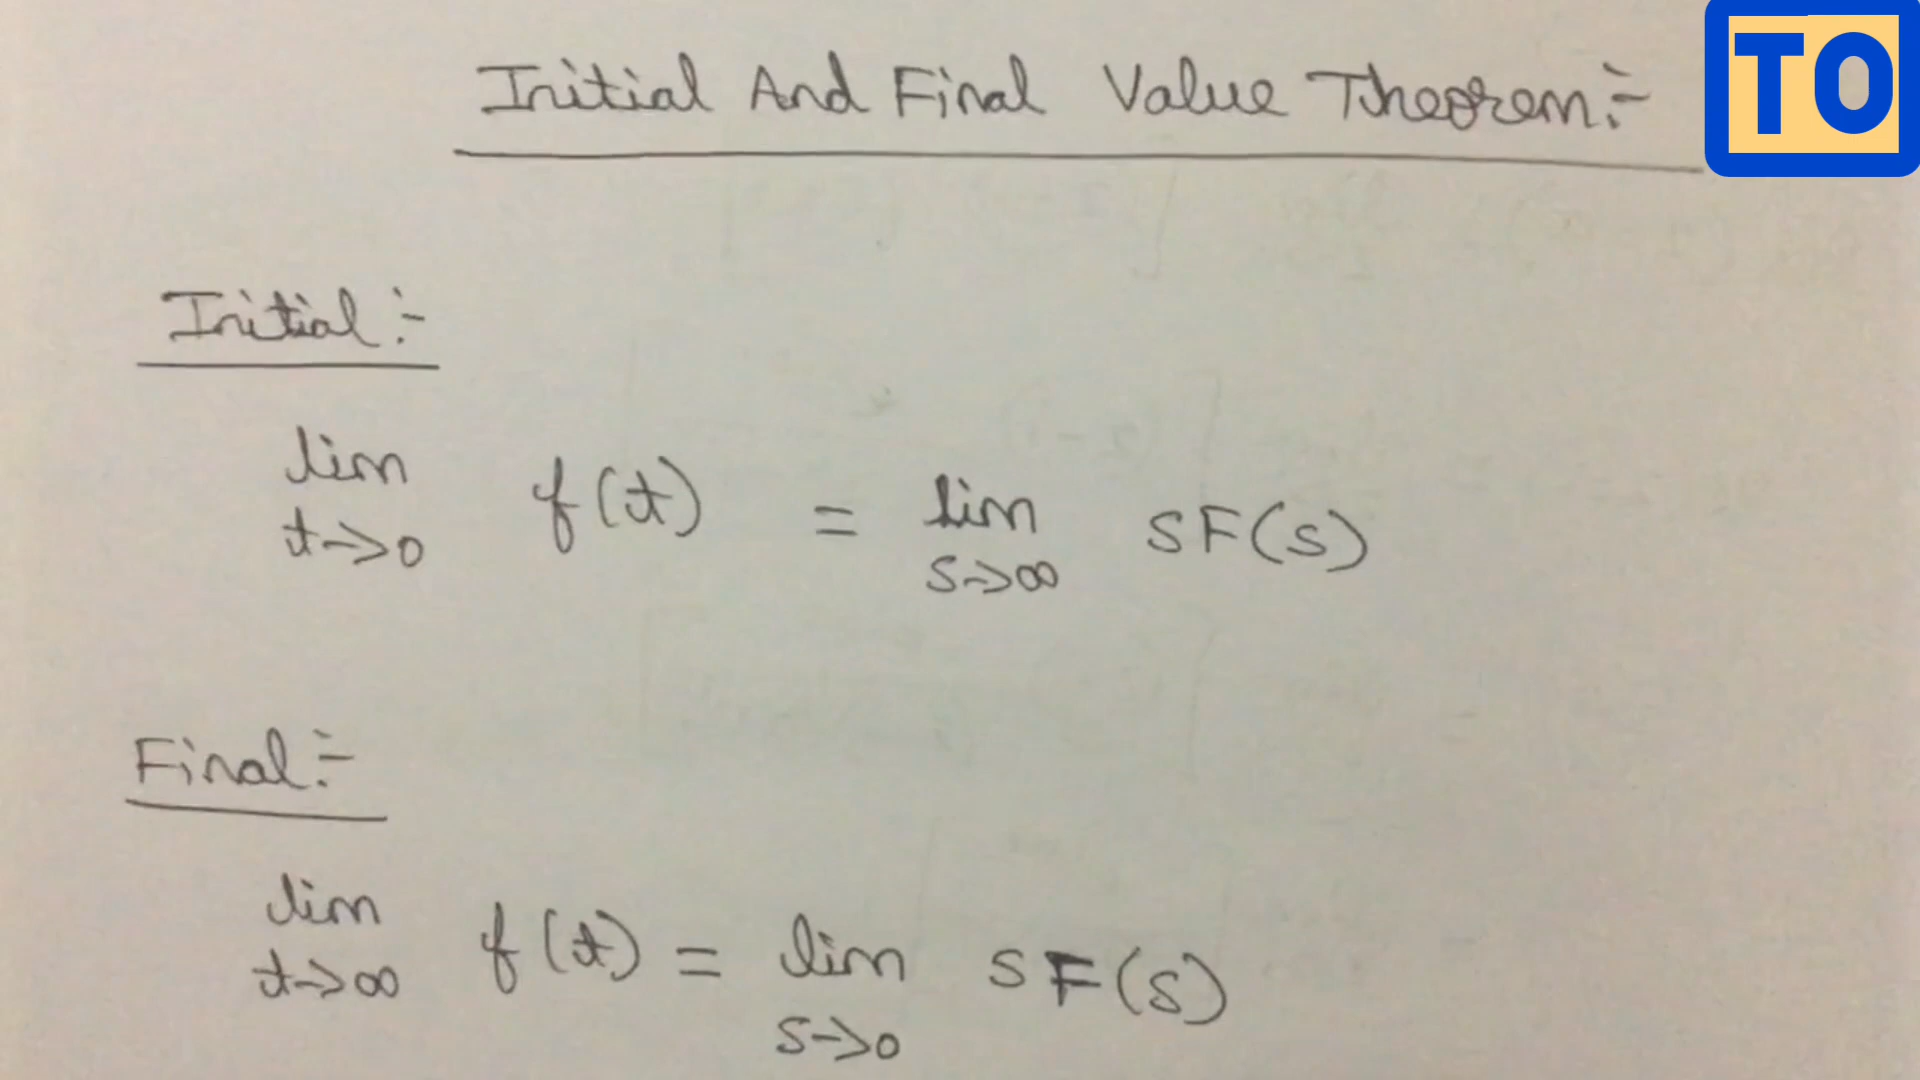 Initial And Final Value Theorem:-
TO
Initial:-
lim t->0 f(t) = lim s->∞ sF(s)
Final:-
lim t->∞ f(t) = lim s->0 sF(s)